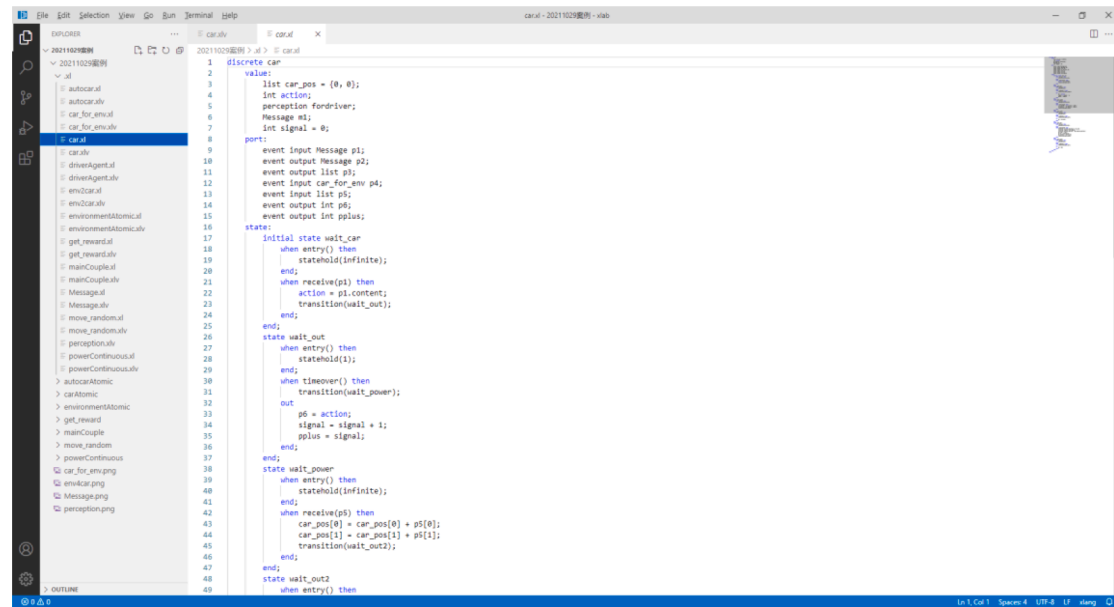 File Edit Selection View Go Run Terminal Help
car.xl - 20211029案例 - xlab
EXPLORER
car.xlv
car.xl
20211029案例
20211029案例 > .xl > car.xl
20211029案例
.xl
autocar.xl
autocar.xlv
car_for_env.xl
car_for_env.xlv
car.xl
car.xlv
driverAgent.xl
driverAgent.xlv
env2car.xl
env2car.xlv
environmentAtomic.xl
environmentAtomic.xlv
get_reward.xl
get_reward.xlv
mainCouple.xl
mainCouple.xlv
Message.xl
Message.xlv
move_random.xl
move_random.xlv
perception.xlv
powerContinuous.xl
powerContinuous.xlv
autocarAtomic
carAtomic
environmentAtomic
get_reward
mainCouple
move_random
powerContinuous
car_for_env.png
env4car.png
Message.png
perception.png
OUTLINE
1 discrete car
2 value:
3 list car_pos = {0, 0};
4 int action;
5 perception fordriver;
6 Message m1;
7 int signal = 0;
8 port:
9 event input Message p1;
10 event output Message p2;
11 event output list p3;
12 event input car_for_env p4;
13 event input list p5;
14 event output int p6;
15 event output int pplus;
16 state:
17 initial state wait_car
18 when entry() then
19 statehold(infinite);
20 end;
21 when receive(p1) then
22 action = p1.content;
23 transition(wait_out);
24 end;
25 end;
26 state wait_out
27 when entry() then
28 statehold(1);
29 end;
30 when timeover() then
31 transition(wait_power);
32 out
33 p6 = action;
34 signal = signal + 1;
35 pplus = signal;
36 end;
37 end;
38 state wait_power
39 when entry() then
40 statehold(infinite);
41 end;
42 when receive(p5) then
43 car_pos[0] = car_pos[0] + p5[0];
44 car_pos[1] = car_pos[1] + p5[1];
45 transition(wait_out2);
46 end;
47 end;
48 state wait_out2
49 when entry() then
0 0
Ln 1, Col 1 Spaces: 4 UTF-8 LF xlang